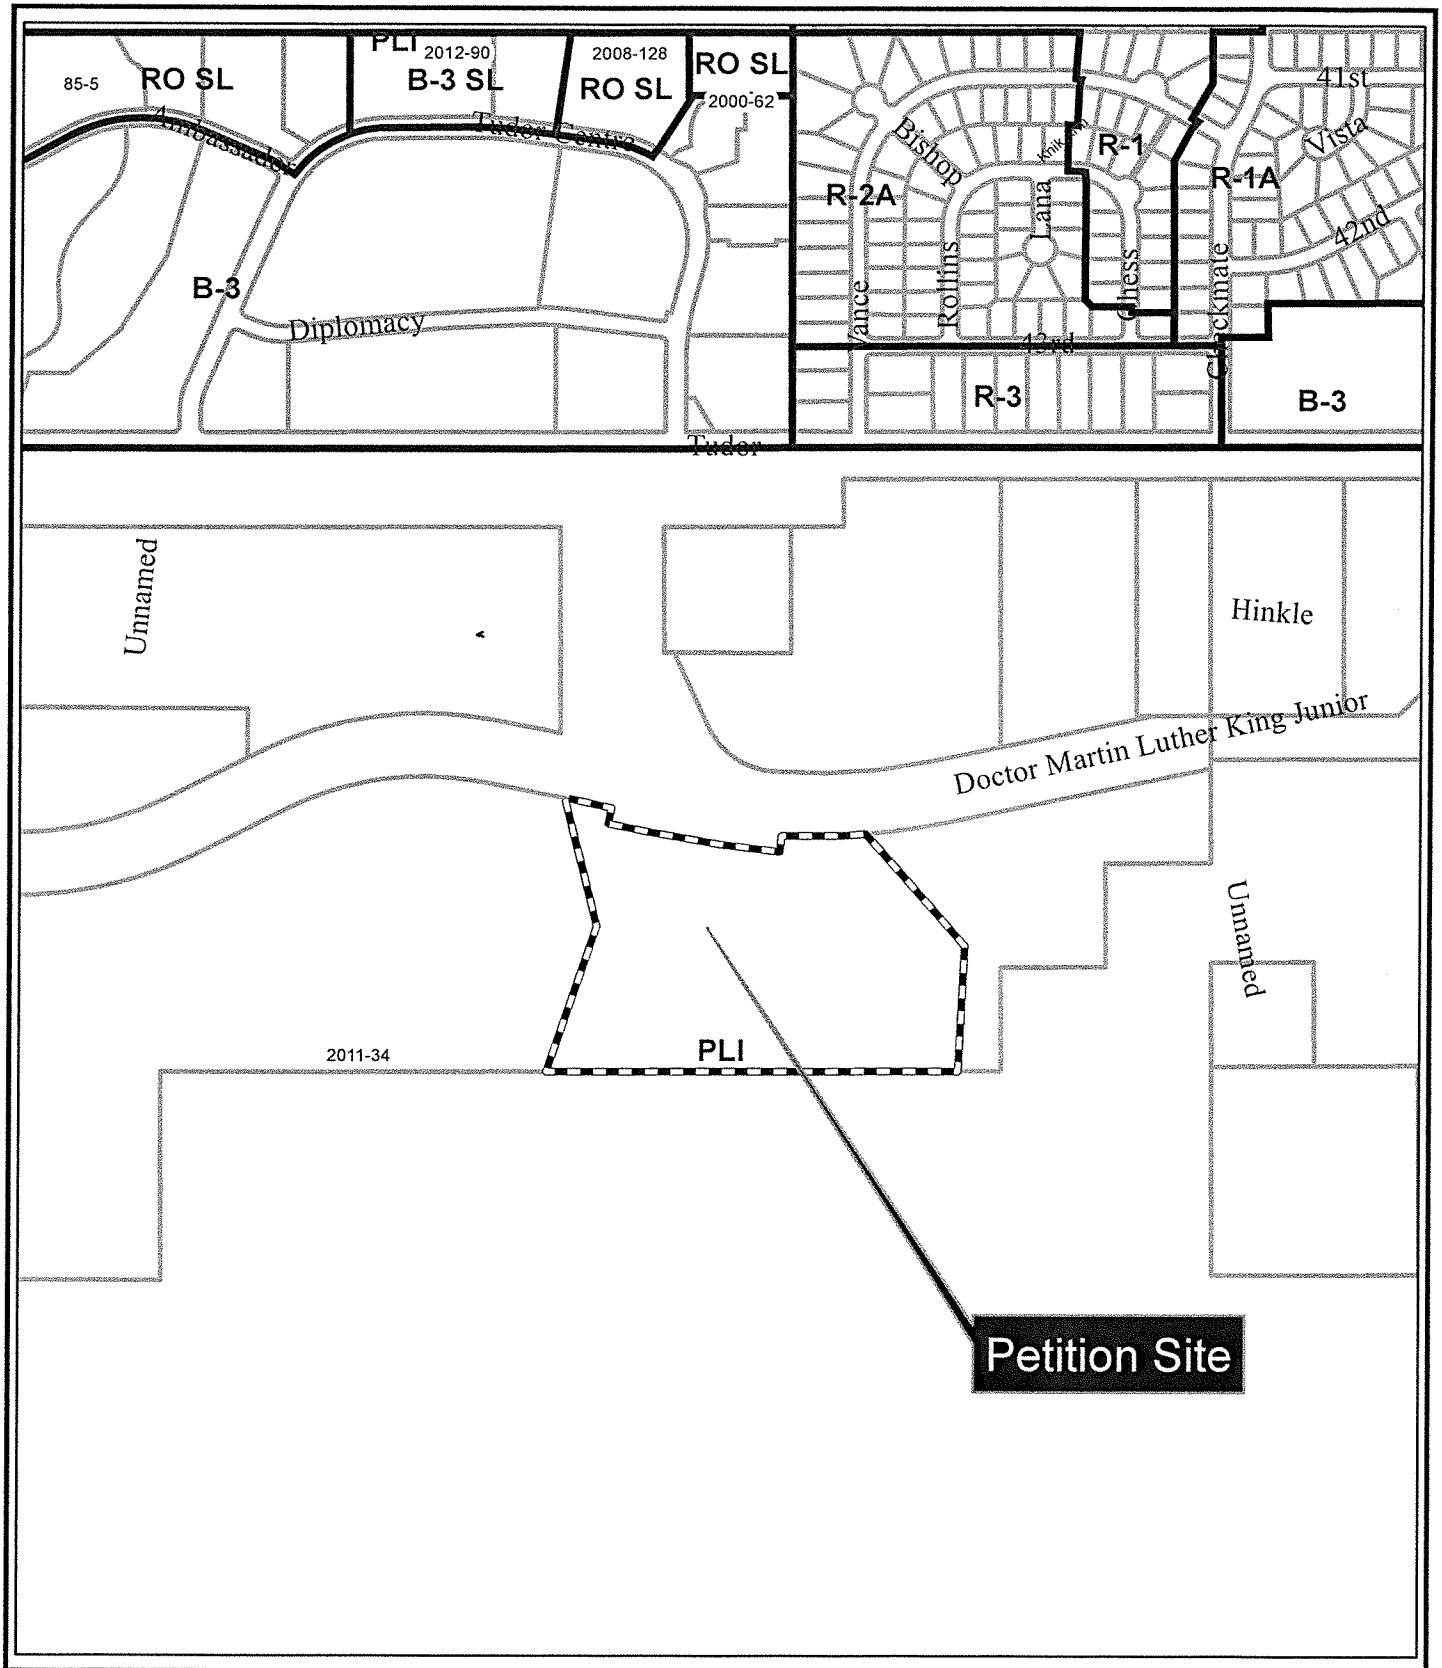 PLI
2012-90
B-3 SL
85-5
RO SL
2008-128
RO SL
RO SL
2000-62
Ambassador
Tudor Centre
41st
Vista
Bishop
Knik
R-1
R-1A
R-2A
Lana
42nd
Rollins
Chess
Checkmate
Vance
B-3
Diplomacy
43rd
R-3
B-3
Tudor
Unnamed
Hinkle
Doctor Martin Luther King Junior
Unnamed
2011-34
PLI
Petition Site